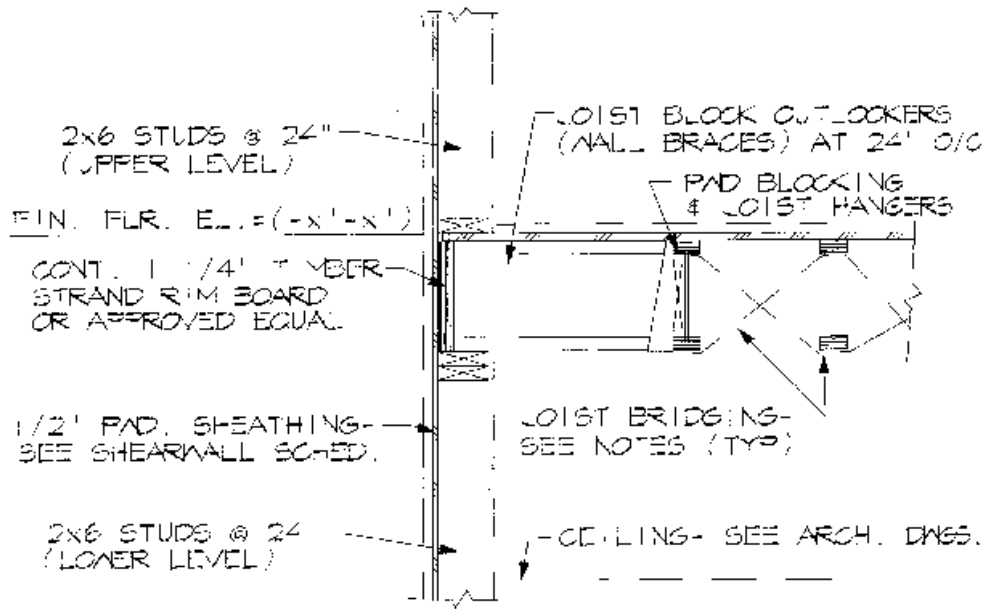 2x6 STUDS @ 24"
(UPPER LEVEL)
JOIST BLOCK OUTLOOKERS
(WALL BRACES) AT 24" O/C
PAD BLOCKING
& JOIST HANGERS
FIN. FLR. EL.=(-x'-x")
CONT. 1 1/4" TIMBER
STRAND RIM BOARD
OR APPROVED EQUAL
1/2" PAD. SHEATHING-
SEE SHEARWALL SCHED.
JOIST BRIDGING-
SEE NOTES (TYP)
2x6 STUDS @ 24
(LOWER LEVEL)
CEILING- SEE ARCH. DWGS.